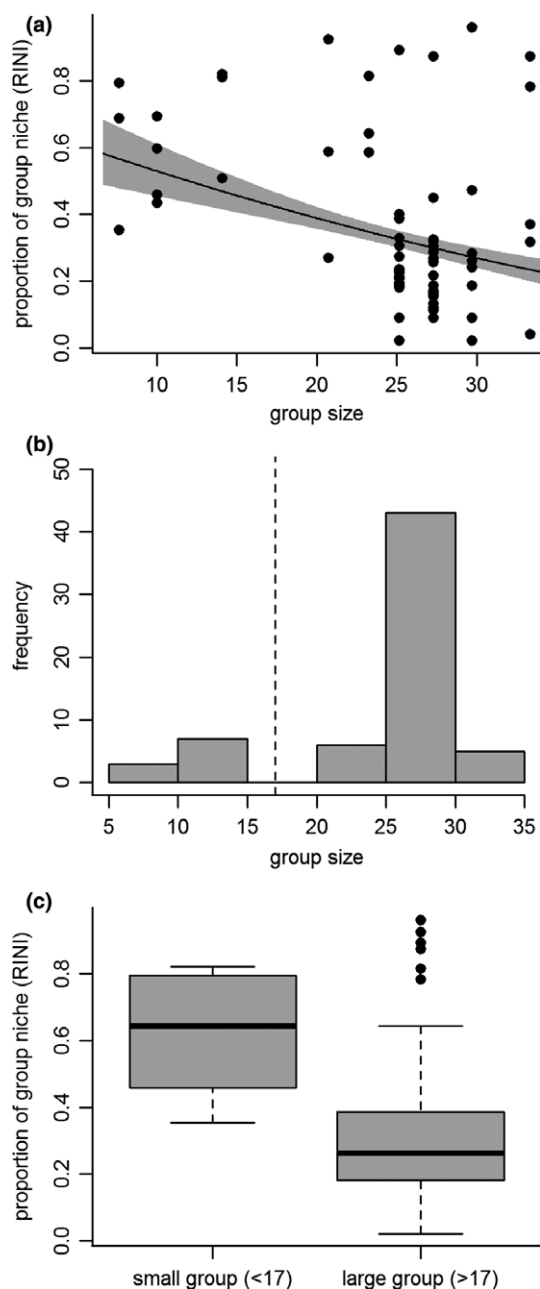 (a)
proportion of group niche (RINI)
0.8
0.6
0.4
0.2
0.0
10 15 20 25 30
group size
(b)
frequency
50
40
30
20
10
0
5 10 15 20 25 30 35
group size
(c)
proportion of group niche (RINI)
0.8
0.6
0.4
0.2
0.0
small group (<17) large group (>17)